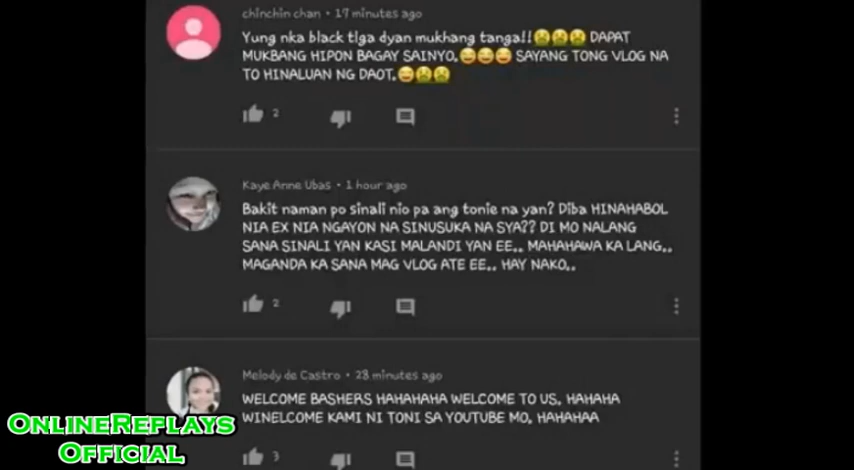 chinchin chan • 17 minutes ago
Yung nka black tlga dyan mukhang tanga!!🤮🤮🤮 DAPAT
MUKBANG HIPON BAGAY SAINYO.😅😅😅 SAYANG TONG VLOG NA
TO HINALUAN NG DAOT.😅🤮🤮
2
Kaye Anne Ubas • 1 hour ago
Bakit naman po sinali nio pa ang tonie na yan? Diba HINAHABOL
NIA EX NIA NGAYON NA SINUSUKA NA SYA?? DI MO NALANG
SANA SINALI YAN KASI MALANDI YAN EE.. MAHAHAWA KA LANG..
MAGANDA KA SANA MAG VLOG ATE EE.. HAY NAKO..
2
Melody de Castro • 28 minutes ago
WELCOME BASHERS HAHAHAHA WELCOME TO US. HAHAHA
WINELCOME KAMI NI TONI SA YOUTUBE MO. HAHAHAA
3
OnlineReplays
Official